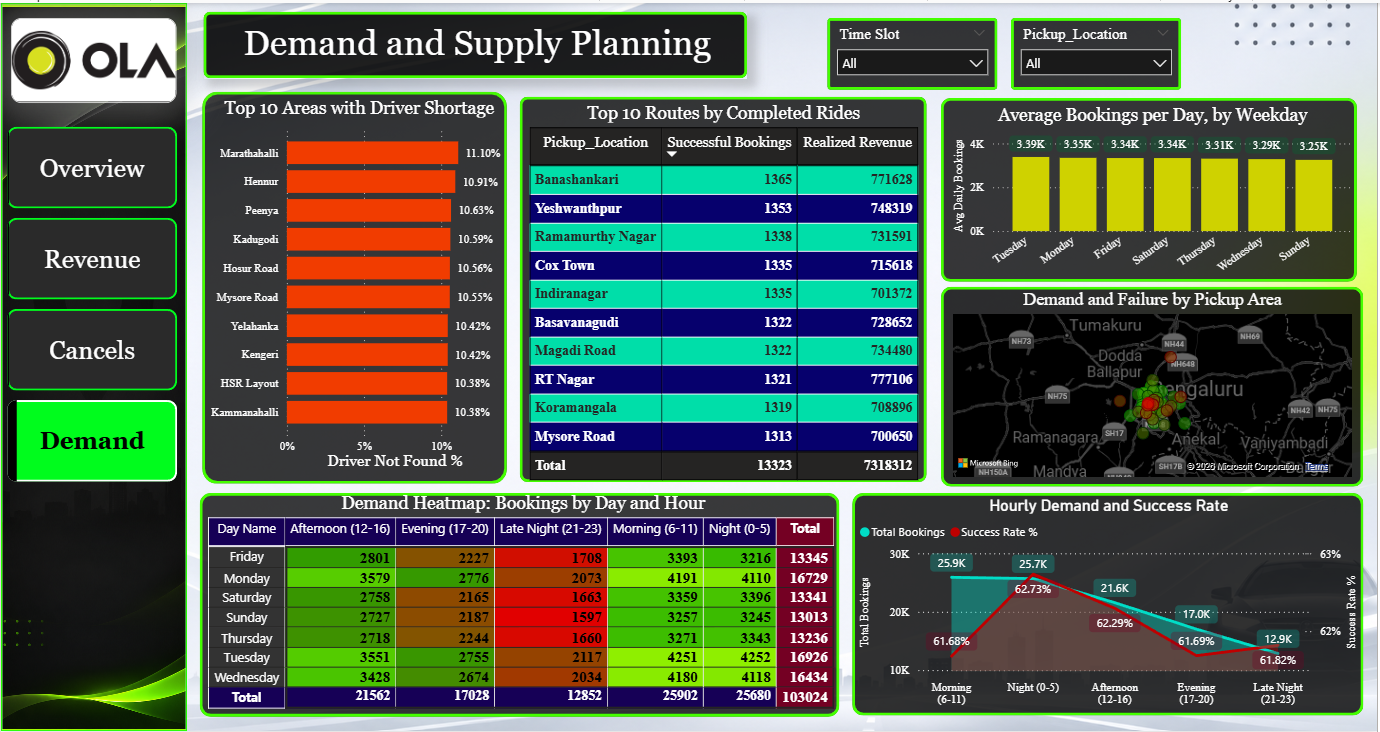 OLA
Overview
Revenue
Cancels
Demand
Demand and Supply Planning
Time Slot
All
Pickup_Location
All
Top 10 Areas with Driver Shortage
Marathahalli 11.10%
Hennur 10.91%
Peenya 10.63%
Kadugodi 10.59%
Hosur Road 10.56%
Mysore Road 10.55%
Yelahanka 10.42%
Kengeri 10.42%
HSR Layout 10.38%
Kammanahalli 10.38%
0% 5% 10%
Driver Not Found %
Top 10 Routes by Completed Rides
Pickup_Location Successful Bookings Realized Revenue
Banashankari 1365 771628
Yeshwanthpur 1353 748319
Ramamurthy Nagar 1338 731591
Cox Town 1335 715618
Indiranagar 1335 701372
Basavanagudi 1322 728652
Magadi Road 1322 734480
RT Nagar 1321 777106
Koramangala 1319 708896
Mysore Road 1313 700650
Total 13323 7318312
Average Bookings per Day, by Weekday
Avg Daily Bookings
4K
2K
0K
3.39K 3.35K 3.34K 3.34K 3.31K 3.29K 3.25K
Tuesday Monday Friday Saturday Thursday Wednesday Sunday
Demand and Failure by Pickup Area
Tumakuru
NH73 NH44 NH69
Dodda
Ballapur
NH648
NH75
engaluru
NH42 NH75
Ramanagara SH17 Anekal Vaniyambadi
Microsoft Bing
NH150A
Mandya
SH17B © 2026 Microsoft Corporation Terms
Demand Heatmap: Bookings by Day and Hour
Day Name Afternoon (12-16) Evening (17-20) Late Night (21-23) Morning (6-11) Night (0-5) Total
Friday 2801 2227 1708 3393 3216 13345
Monday 3579 2776 2073 4191 4110 16729
Saturday 2758 2165 1663 3359 3396 13341
Sunday 2727 2187 1597 3257 3245 13013
Thursday 2718 2244 1660 3271 3343 13236
Tuesday 3551 2755 2117 4251 4252 16926
Wednesday 3428 2674 2034 4180 4118 16434
Total 21562 17028 12852 25902 25680 103024
Hourly Demand and Success Rate
Total Bookings Success Rate %
Total Bookings
30K
20K
10K
25.9K 25.7K 21.6K 17.0K 12.9K
61.68% 62.73% 62.29% 61.69% 61.82%
63%
62%
Success Rate %
Morning (6-11) Night (0-5) Afternoon (12-16) Evening (17-20) Late Night (21-23)